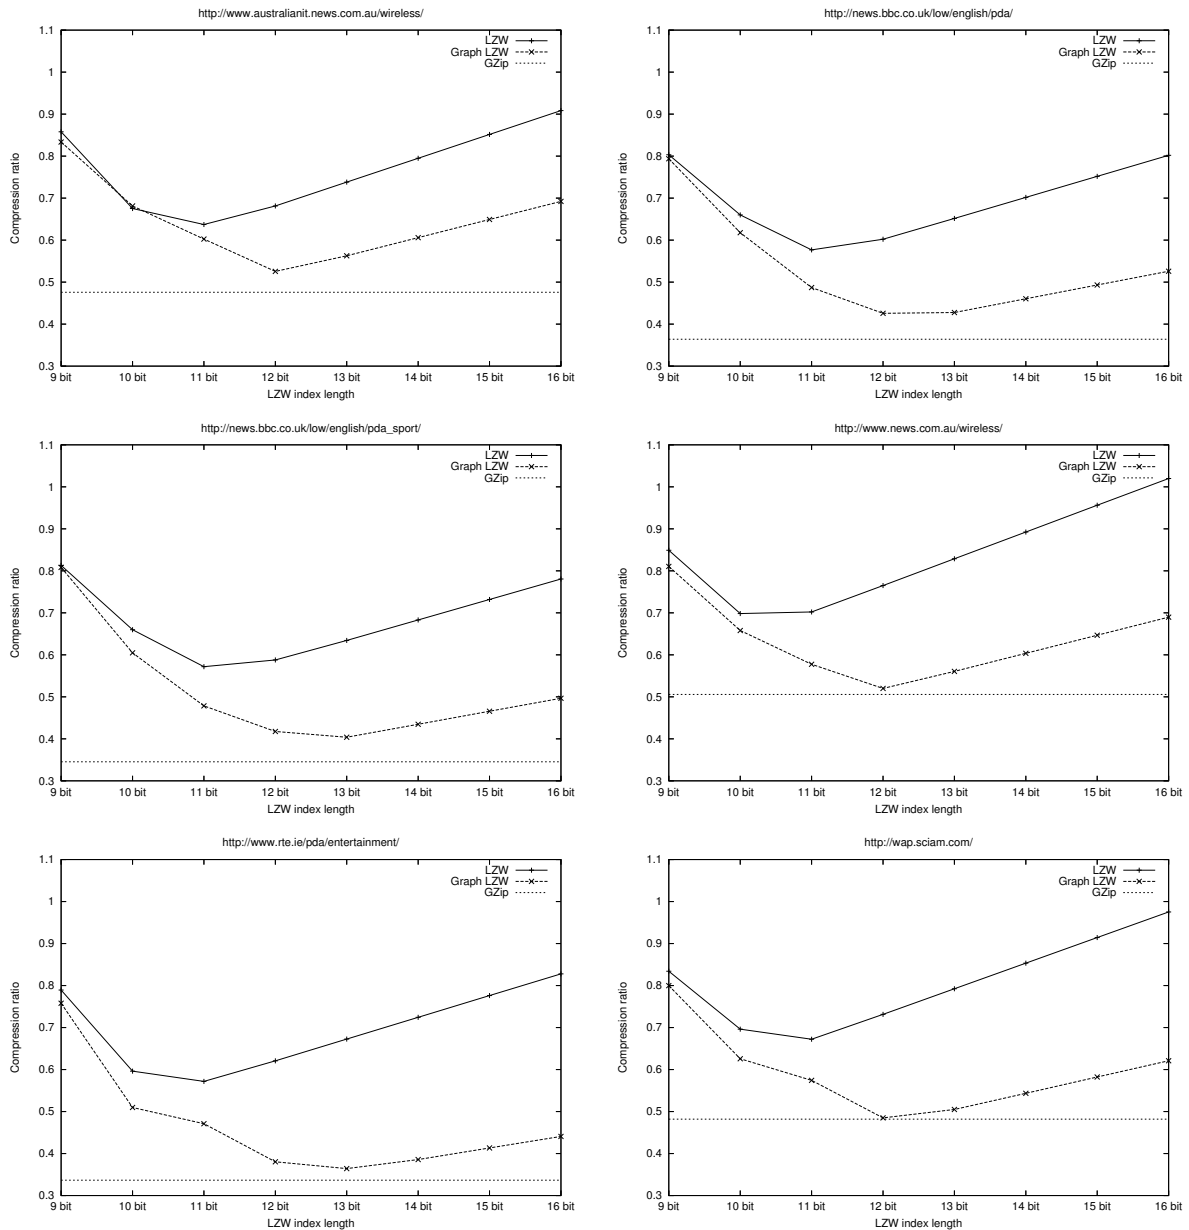 http://www.australianit.news.com.au/wireless/
1.1
1
0.9
0.8
0.7
0.6
0.5
0.4
0.3
Compression ratio
LZW
Graph LZW
GZip
9 bit 10 bit 11 bit 12 bit 13 bit 14 bit 15 bit 16 bit
LZW index length
http://news.bbc.co.uk/low/english/pda/
1.1
1
0.9
0.8
0.7
0.6
0.5
0.4
0.3
Compression ratio
LZW
Graph LZW
GZip
9 bit 10 bit 11 bit 12 bit 13 bit 14 bit 15 bit 16 bit
LZW index length
http://news.bbc.co.uk/low/english/pda_sport/
1.1
1
0.9
0.8
0.7
0.6
0.5
0.4
0.3
Compression ratio
LZW
Graph LZW
GZip
9 bit 10 bit 11 bit 12 bit 13 bit 14 bit 15 bit 16 bit
LZW index length
http://www.news.com.au/wireless/
1.1
1
0.9
0.8
0.7
0.6
0.5
0.4
0.3
Compression ratio
LZW
Graph LZW
GZip
9 bit 10 bit 11 bit 12 bit 13 bit 14 bit 15 bit 16 bit
LZW index length
http://www.rte.ie/pda/entertainment/
1.1
1
0.9
0.8
0.7
0.6
0.5
0.4
0.3
Compression ratio
LZW
Graph LZW
GZip
9 bit 10 bit 11 bit 12 bit 13 bit 14 bit 15 bit 16 bit
LZW index length
http://wap.sciam.com/
1.1
1
0.9
0.8
0.7
0.6
0.5
0.4
0.3
Compression ratio
LZW
Graph LZW
GZip
9 bit 10 bit 11 bit 12 bit 13 bit 14 bit 15 bit 16 bit
LZW index length